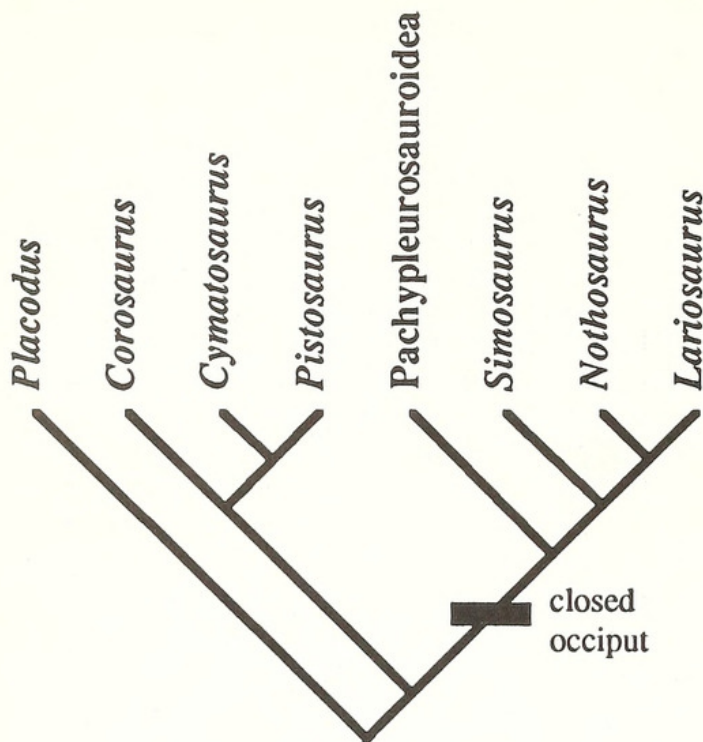 Placodus
Corosaurus
Cymatosaurus
Pistosaurus
Pachypleurosauroidea
Simosaurus
Nothosaurus
Lariosaurus
closed
occiput